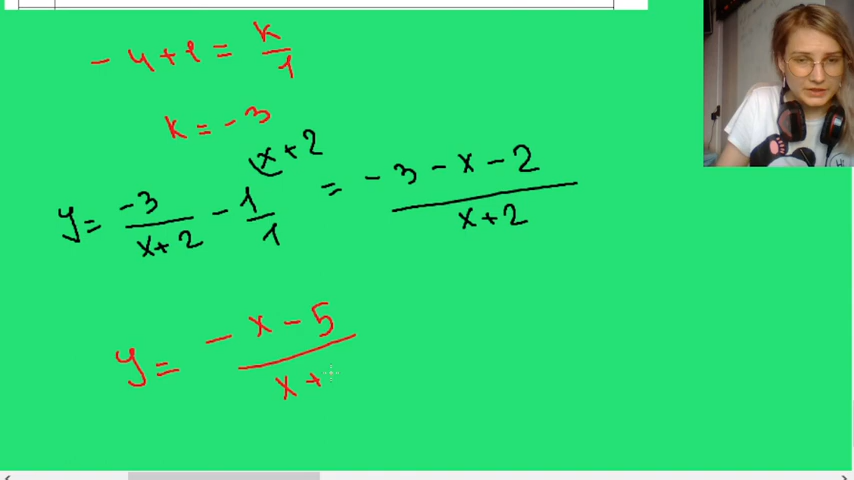 - 4 + 1 = k/1
k = - 3
y = -3/(x+2) - 1/1 (x + 2 = (- 3 - x - 2)/(x+2)
y = (- x - 5)/(x +